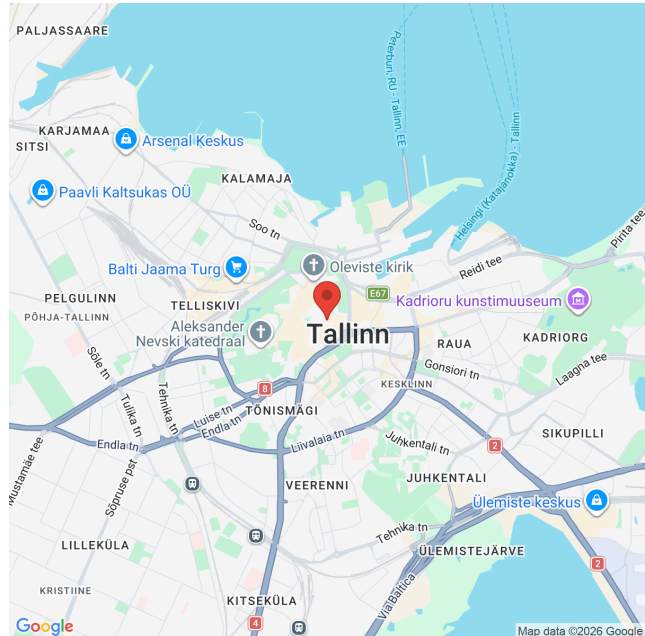 PALJASSAARE
Peterburi, RU - Tallinn, EE
Helsingi (Katajanokka) - Tallinn
KARJAMAA
SITSI
Arsenal Keskus
KALAMAJA
Paavli Kaltsukas OÜ
Soo tn
Pirita tee
Balti Jaama Turg
Oleviste kirik
Reidi tee
PELGULINN
PÕHJA-TALLINN
TELLISKIVI
E67
Kadrioru kunstimuuseum
Aleksander
Nevski katedraal
Tallinn
RAUA
KADRIORG
Sõle tn
Tehnika tn
Gonsiori tn
Laagna tee
KESKLINN
8
Tulika tn
Luise tn
Endla tn
TÕNISMÄGI
Mustamäe tee
Endla tn
Liivalaia tn
Juhkentali tn
2
SIKUPILLI
Sõpruse pst
VEERENNI
JUHKENTALI
Ülemiste keskus
LILLEKÜLA
Tehnika tn
ÜLEMISTEJÄRVE
2
KRISTIINE
KITSEKÜLA
Via Baltica
4
Google
Map data ©2026 Google